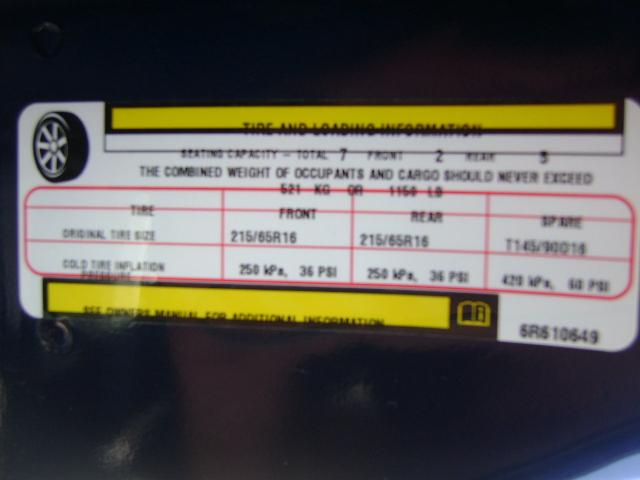 TIRE AND LOADING INFORMATION
SEATING CAPACITY - TOTAL 7 FRONT 2 REAR 5
THE COMBINED WEIGHT OF OCCUPANTS AND CARGO SHOULD NEVER EXCEED
521 KG OR 1150 LB
TIRE FRONT REAR SPARE
ORIGINAL TIRE SIZE 215/65R16 215/65R16 T145/90D16
COLD TIRE INFLATION PRESSURE 250 kPa, 36 PSI 250 kPa, 36 PSI 420 kPa, 60 PSI
SEE OWNERS MANUAL FOR ADDITIONAL INFORMATION
6R610649